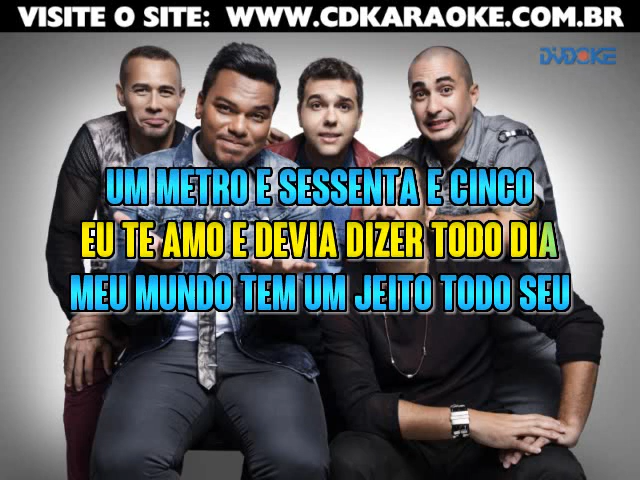 VISITE O SITE: WWW.CDKARAOKE.COM.BR
DVDOKE
UM METRO E SESSENTA E CINCO
EU TE AMO E DEVIA DIZER TODO DIA
MEU MUNDO TEM UM JEITO TODO SEU